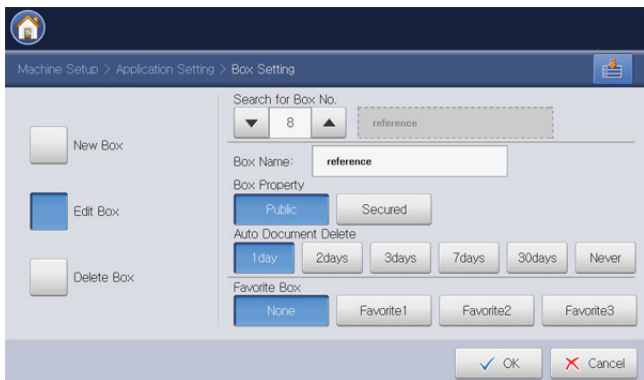 Machine Setup > Application Setting > Box Setting
New Box
Edit Box
Delete Box
Search for Box No.
8 reference
Box Name: reference
Box Property
Public Secured
Auto Document Delete
1day 2days 3days 7days 30days Never
Favorite Box
None Favorite1 Favorite2 Favorite3
OK Cancel